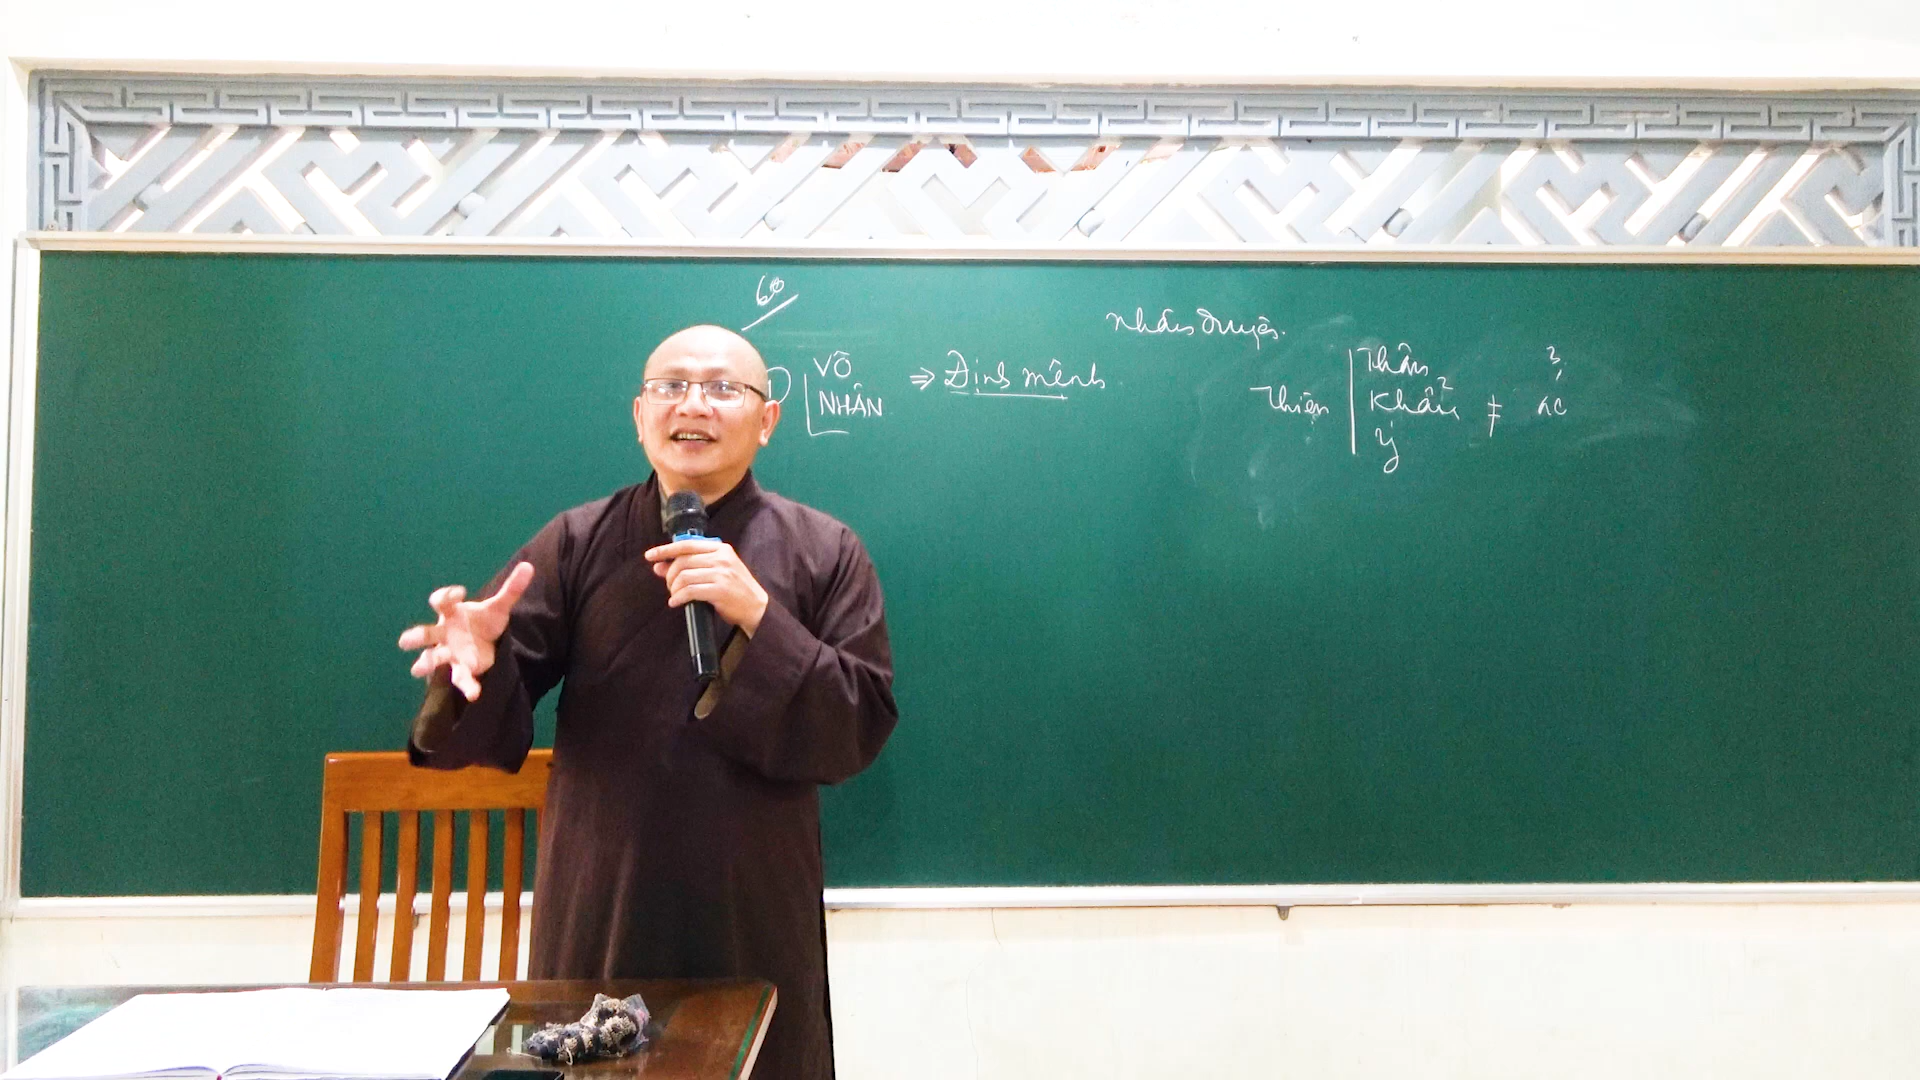 60
VÔ
NHÂN ⇒ Định mệnh
Nhân duyên.
Thân
Thiện Khẩu ≠ ác
ý